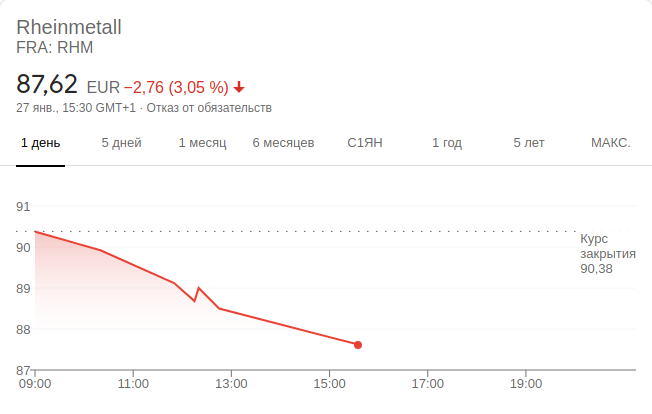 Rheinmetall
FRA: RHM
87,62 EUR −2,76 (3,05 %)
27 янв., 15:30 GMT+1 · Отказ от обязательств
1 день 5 дней 1 месяц 6 месяцев С1ЯН 1 год 5 лет МАКС.
91
90
89
88
87
Курс
закрытия
90,38
09:00 11:00 13:00 15:00 17:00 19:00